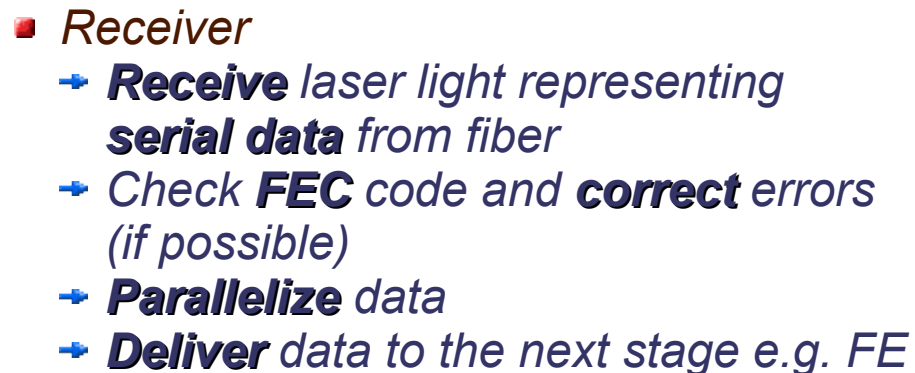 Receiver
Receive laser light representing
serial data from fiber
Check FEC code and correct errors
(if possible)
Parallelize data
Deliver data to the next stage e.g. FE